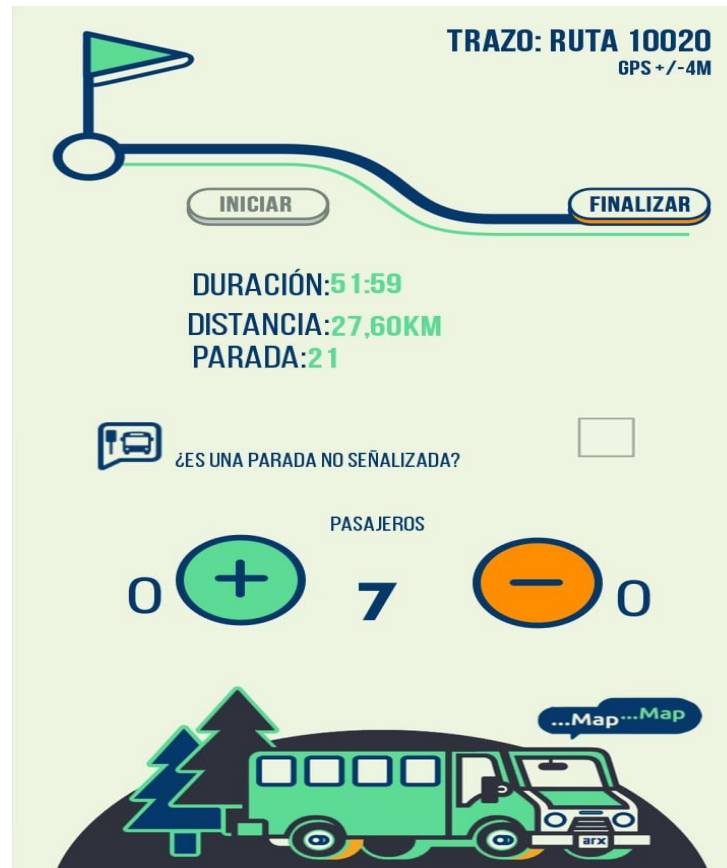 TRAZO: RUTA 10020
GPS +/-4M
INICIAR
FINALIZAR
DURACIÓN:51:59
DISTANCIA:27,60KM
PARADA:21
¿ES UNA PARADA NO SEÑALIZADA?
PASAJEROS
0 + 7 − 0
...Map...Map
arx